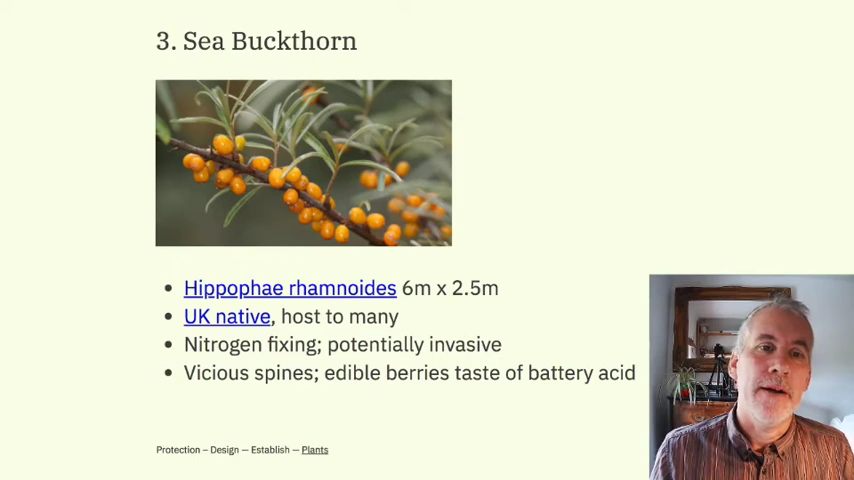 3. Sea Buckthorn
Hippophae rhamnoides 6m x 2.5m
UK native, host to many
Nitrogen fixing; potentially invasive
Vicious spines; edible berries taste of battery acid
Protection – Design — Establish — Plants